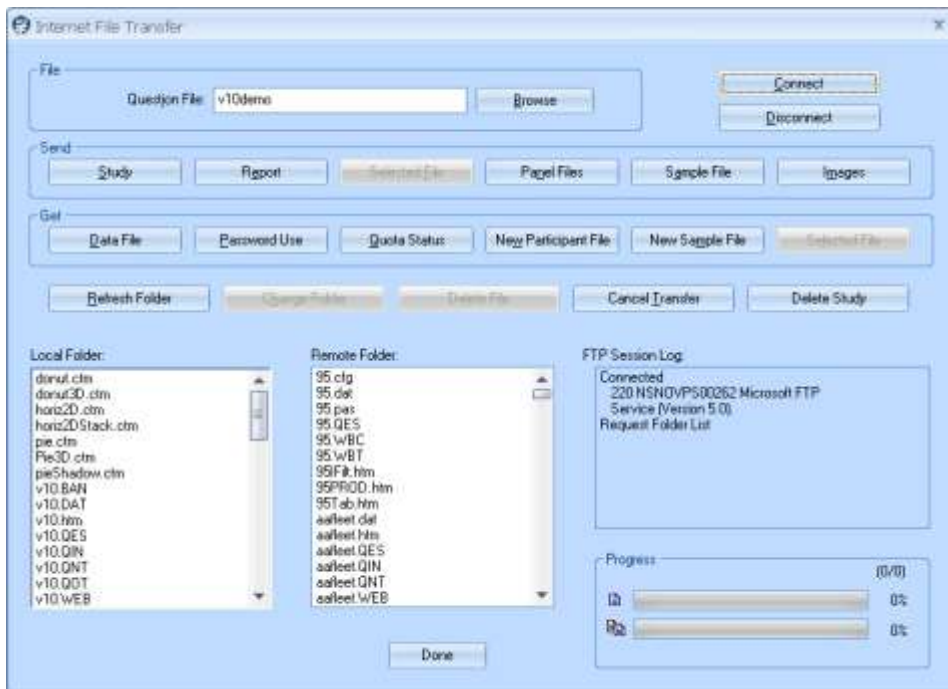 Internet File Transfer
x
File
Question File: v10demo
Browse
Connect
Disconnect
Send
Study
Report
Selected File
Panel Files
Sample File
Images
Get
Data File
Password Use
Quota Status
New Participant File
New Sample File
Selected File
Refresh Folder
Change Folder
Delete File
Cancel Transfer
Delete Study
Local Folder:
donut.ctm
donut3D.ctm
horiz2D.ctm
horiz2DStack.ctm
pie.ctm
Pie3D.ctm
pieShadow.ctm
v10.BAN
v10.DAT
v10.htm
v10.QES
v10.QIN
v10.QNT
v10.QOT
v10.WEB
Remote Folder:
95.cfg
95.dat
95.pas
95.QES
95.WBC
95.WBT
95IFilt.htm
95PROD.htm
95Tab.htm
aafleet.dat
aafleet.htm
aafleet.QES
aafleet.QIN
aafleet.QNT
aafleet.WEB
FTP Session Log:
Connected
220 NSNOVPS00262 Microsoft FTP
Service (Version 5.0).
Request Folder List
Progress
(0/0)
0%
0%
Done